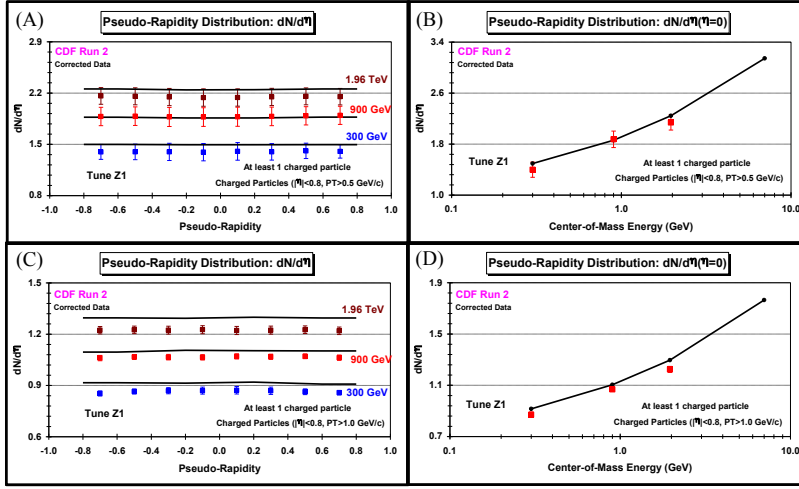 (A)
Pseudo-Rapidity Distribution: dN/dη
2.9
2.2
1.5
0.8
dN/dη
CDF Run 2
Corrected Data
1.96 TeV
900 GeV
300 GeV
Tune Z1
At least 1 charged particle
Charged Particles (|η|<0.8, PT>0.5 GeV/c)
-1.0 -0.8 -0.6 -0.4 -0.2 0.0 0.2 0.4 0.6 0.8 1.0
Pseudo-Rapidity
(B)
Pseudo-Rapidity Distribution: dN/dη(η=0)
3.4
2.6
1.8
1.0
dN/dη
CDF Run 2
Corrected Data
Tune Z1
At least 1 charged particle
Charged Particles (|η|<0.8, PT>0.5 GeV/c)
0.1 1.0 10.0
Center-of-Mass Energy (GeV)
(C)
Pseudo-Rapidity Distribution: dN/dη
1.5
1.2
0.9
0.6
dN/dη
CDF Run 2
Corrected Data
1.96 TeV
900 GeV
300 GeV
Tune Z1
At least 1 charged particle
Charged Particles (|η|<0.8, PT>1.0 GeV/c)
-1.0 -0.8 -0.6 -0.4 -0.2 0.0 0.2 0.4 0.6 0.8 1.0
Pseudo-Rapidity
(D)
Pseudo-Rapidity Distribution: dN/dη(η=0)
1.9
1.5
1.1
0.7
dN/dη
CDF Run 2
Corrected Data
Tune Z1
At least 1 charged particle
Charged Particles (|η|<0.8, PT>1.0 GeV/c)
0.1 1.0 10.0
Center-of-Mass Energy (GeV)